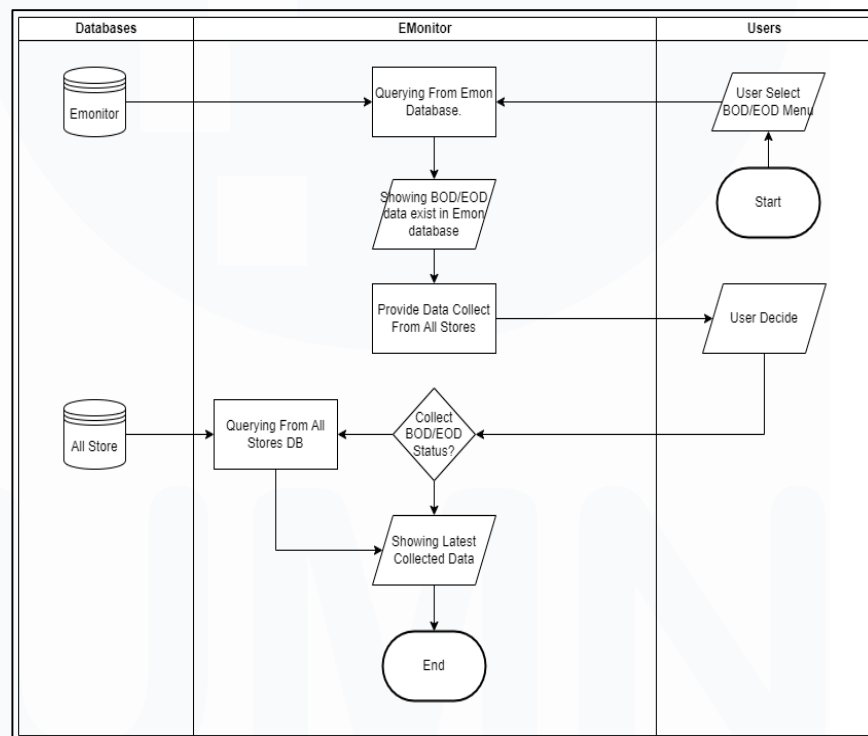 Databases
EMonitor
Users
Emonitor
Querying From Emon
Database.
User Select
BOD/EOD Menu
Showing BOD/EOD
data exist in Emon
database
Start
Provide Data Collect
From All Stores
User Decide
All Store
Querying From All
Stores DB
Collect
BOD/EOD
Status?
Showing Latest
Collected Data
End
UMN